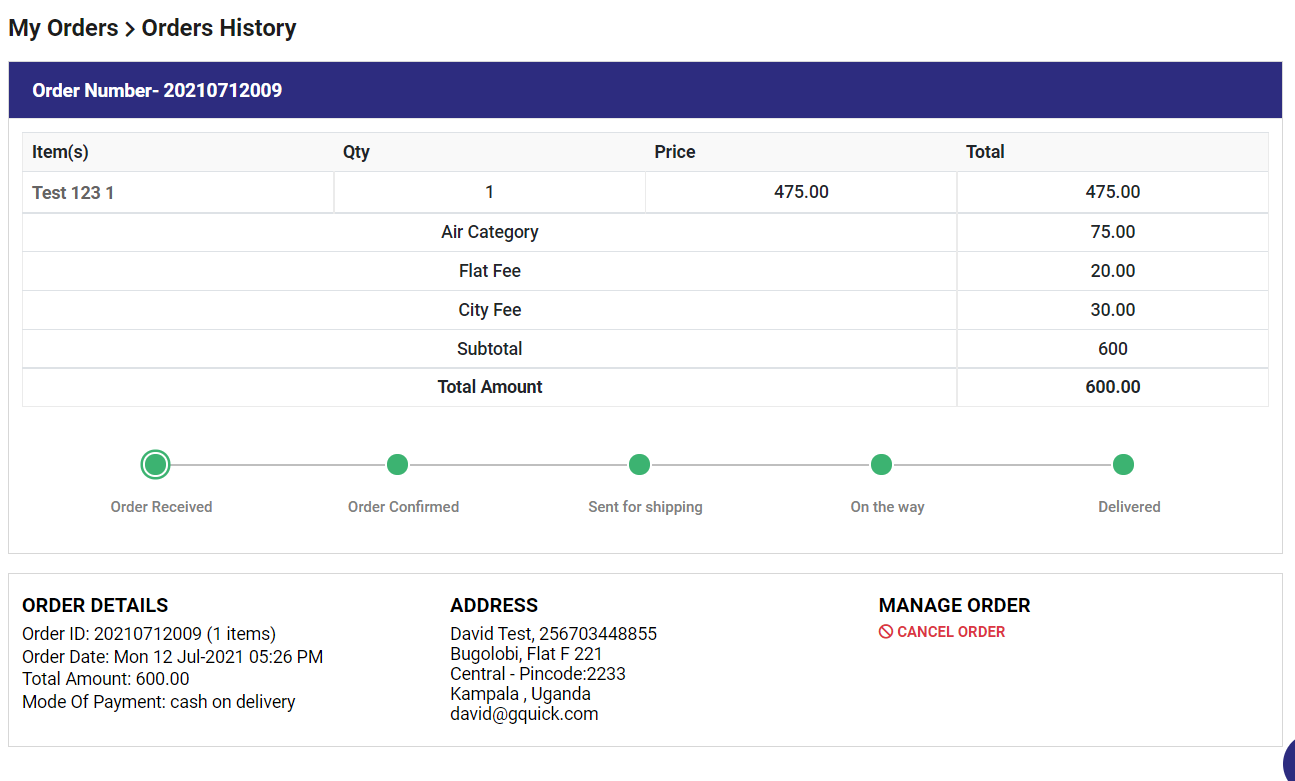 My Orders > Orders History
Order Number- 20210712009
Item(s) Qty Price Total
Test 123 1 1 475.00 475.00
Air Category 75.00
Flat Fee 20.00
City Fee 30.00
Subtotal 600
Total Amount 600.00
Order Received Order Confirmed Sent for shipping On the way Delivered
ORDER DETAILS
Order ID: 20210712009 (1 items)
Order Date: Mon 12 Jul-2021 05:26 PM
Total Amount: 600.00
Mode Of Payment: cash on delivery
ADDRESS
David Test, 256703448855
Bugolobi, Flat F 221
Central - Pincode:2233
Kampala , Uganda
david@gquick.com
MANAGE ORDER
CANCEL ORDER